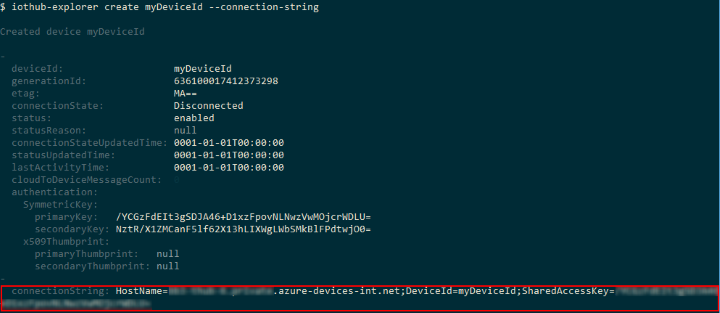 $ iothub-explorer create myDeviceId --connection-string
Created device myDeviceId
-
deviceId: myDeviceId
generationId: 636100017412373298
etag: MA==
connectionState: Disconnected
status: enabled
statusReason: null
connectionStateUpdatedTime: 0001-01-01T00:00:00
statusUpdatedTime: 0001-01-01T00:00:00
lastActivityTime: 0001-01-01T00:00:00
cloudToDeviceMessageCount:
authentication:
SymmetricKey:
primaryKey: /YCGzFdEIt3gSDJA46+D1xzFpovNLNwzVwMOjcrWDLU=
secondaryKey: NztR/X1ZMCanF5lf62X13hLIXWgLWbSMkBlFPdtwjO0=
x509Thumbprint:
primaryThumbprint: null
secondaryThumbprint: null
-
connectionString: HostName= .azure-devices-int.net;DeviceId=myDeviceId;SharedAccessKey=